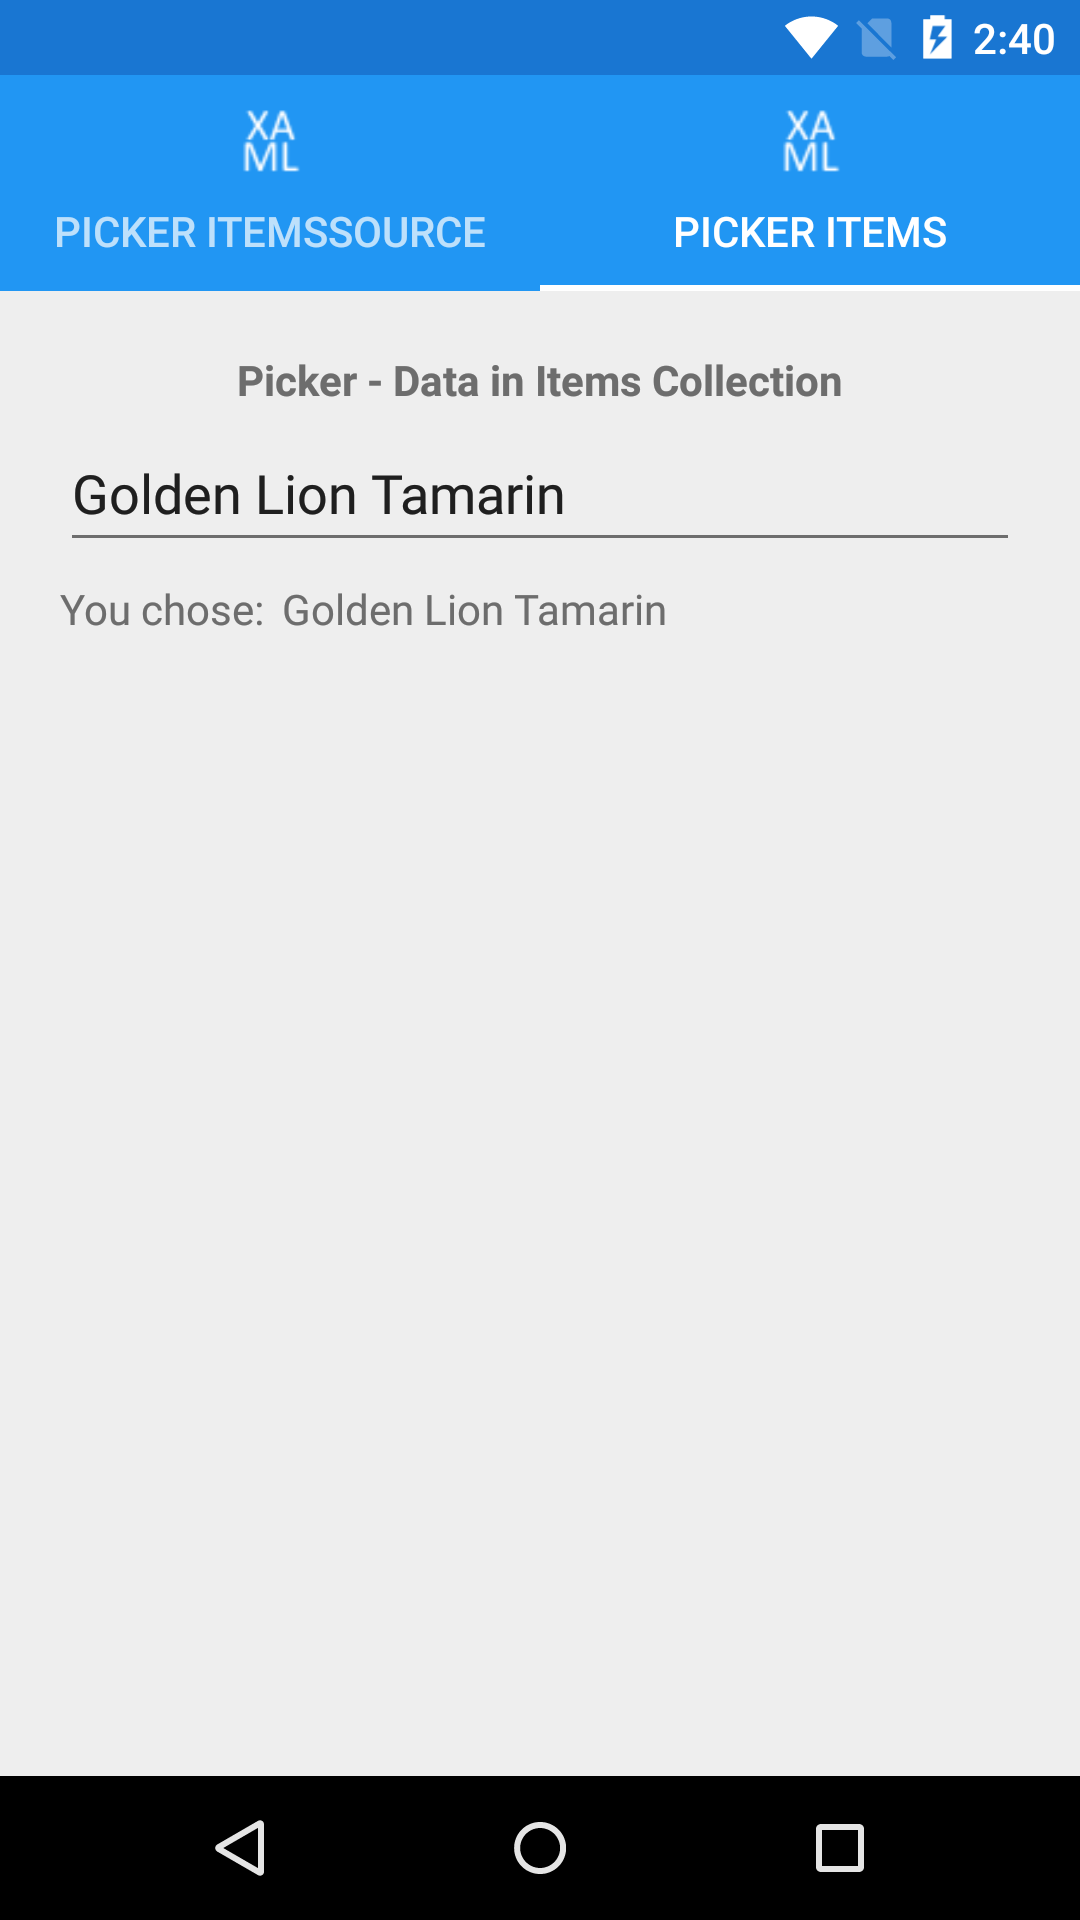 2:40
XA
ML
XA
ML
PICKER ITEMSSOURCE
PICKER ITEMS
Picker - Data in Items Collection
Golden Lion Tamarin
You chose: Golden Lion Tamarin